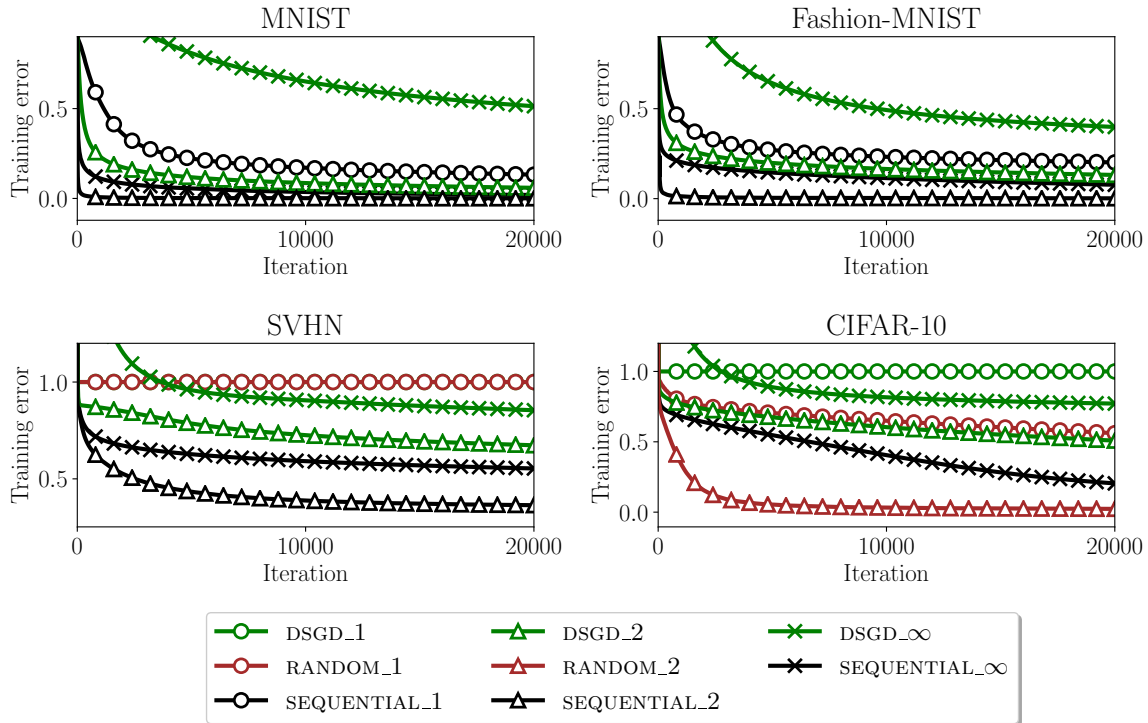 MNIST
Fashion-MNIST
Training error
0.5
0.0
0
10000
20000
Iteration
Training error
0.5
0.0
0
10000
20000
Iteration
SVHN
CIFAR-10
Training error
1.0
0.5
0
10000
20000
Iteration
Training error
1.0
0.5
0.0
0
10000
20000
Iteration
DSGD_1
DSGD_2
DSGD_∞
RANDOM_1
RANDOM_2
SEQUENTIAL_∞
SEQUENTIAL_1
SEQUENTIAL_2